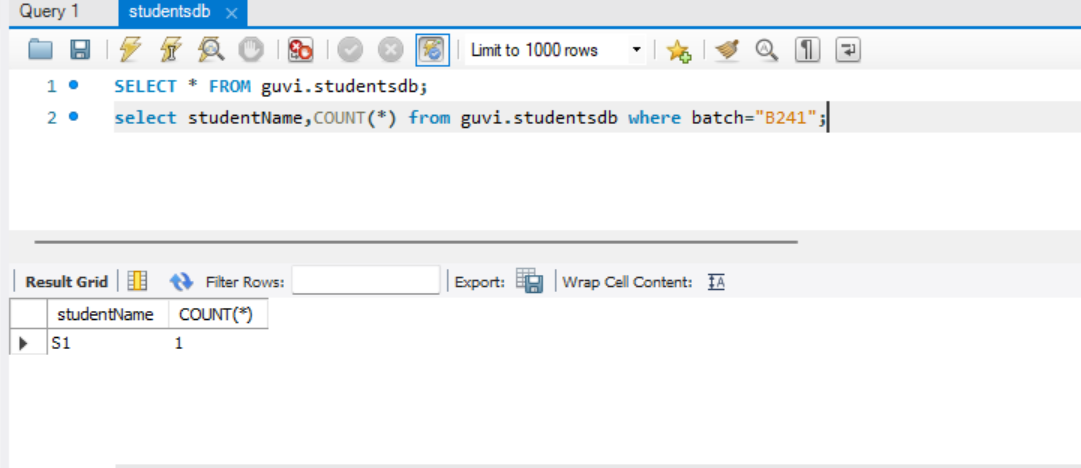 Query 1 studentsdb ×
Limit to 1000 rows
1 SELECT * FROM guvi.studentsdb;
2 select studentName,COUNT(*) from guvi.studentsdb where batch="B241";
Result Grid Filter Rows: Export: Wrap Cell Content: IA
studentName COUNT(*)
S1 1